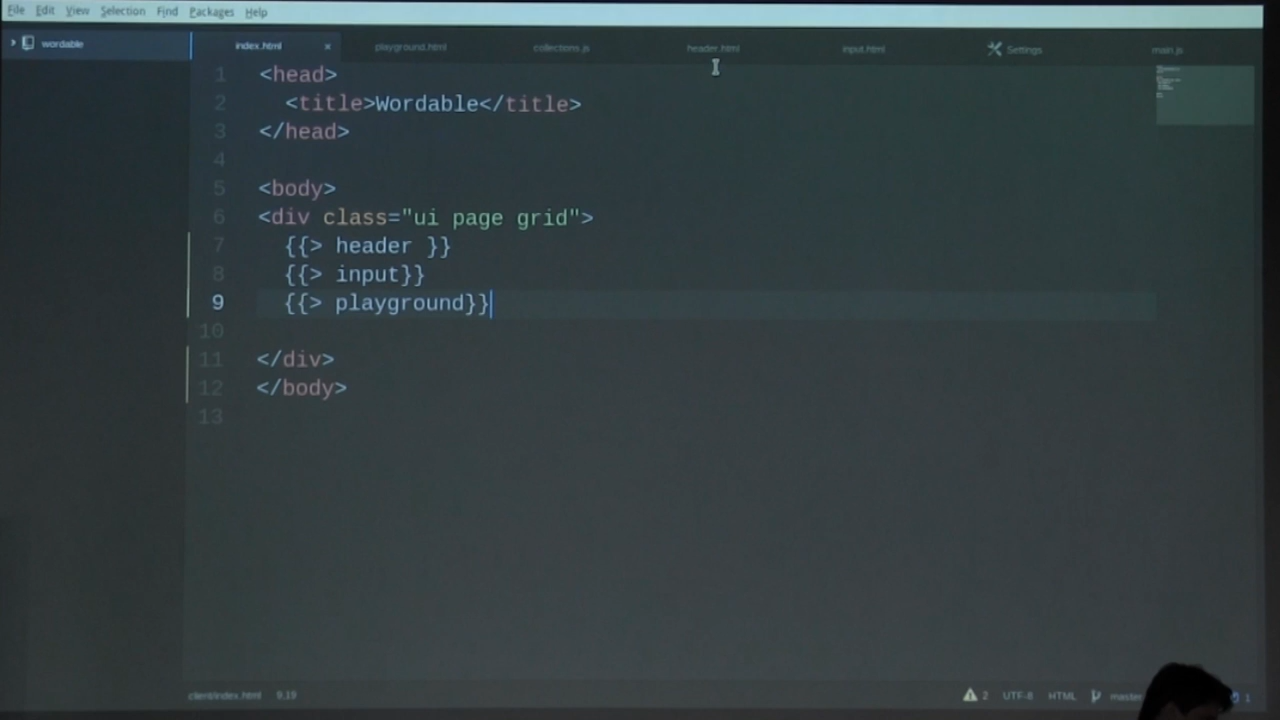 File Edit View Selection Find Packages Help
wordable
index.html × playground.html collections.js header.html input.html Settings main.js
1 <head>
2 <title>Wordable</title>
3 </head>
4
5 <body>
6 <div class="ui page grid">
7 {{> header }}
8 {{> input}}
9 {{> playground}}
10
11 </div>
12 </body>
13
client/index.html 9:19 2 UTF-8 HTML master 1